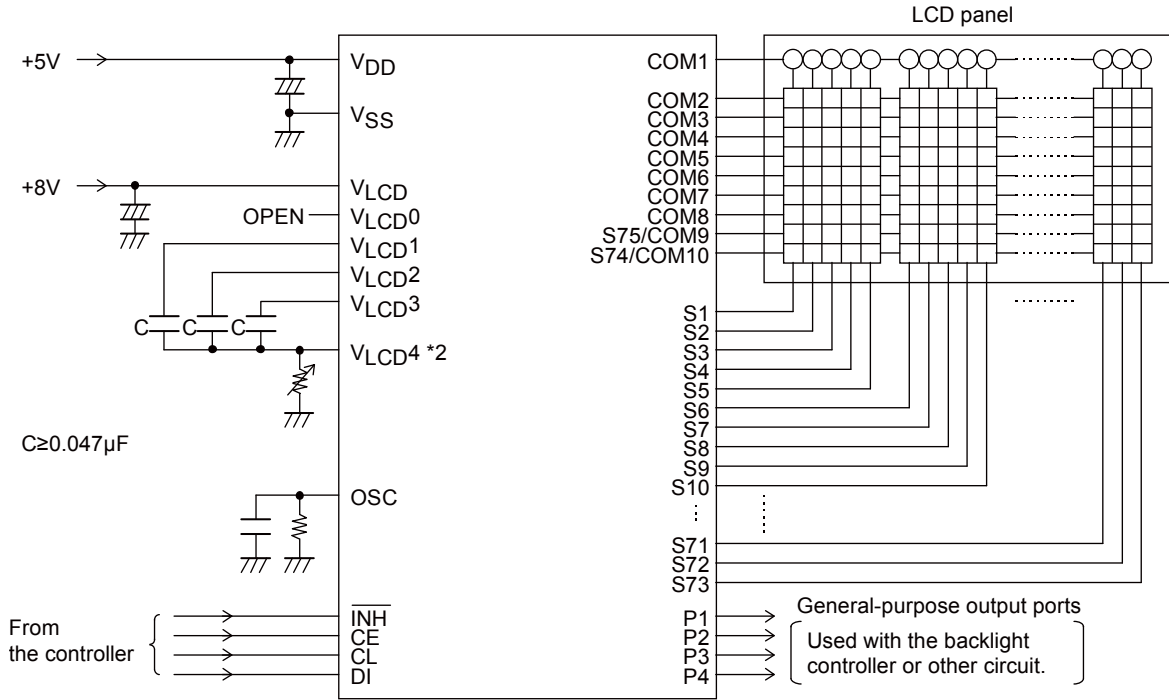 LCD panel
+5V
VDD
COM1
COM2
VSS
COM3
COM4
COM5
+8V
VLCD
COM6
COM7
OPEN
VLCD0
COM8
S75/COM9
VLCD1
S74/COM10
VLCD2
VLCD3
S1
C
C
C
S2
VLCD4 *2
S3
S4
S5
S6
S7
C≥0.047µF
S8
S9
S10
OSC
S71
S72
S73
INH
P1
General-purpose output ports
From
the controller
CE
P2
Used with the backlight
controller or other circuit.
CL
P3
DI
P4